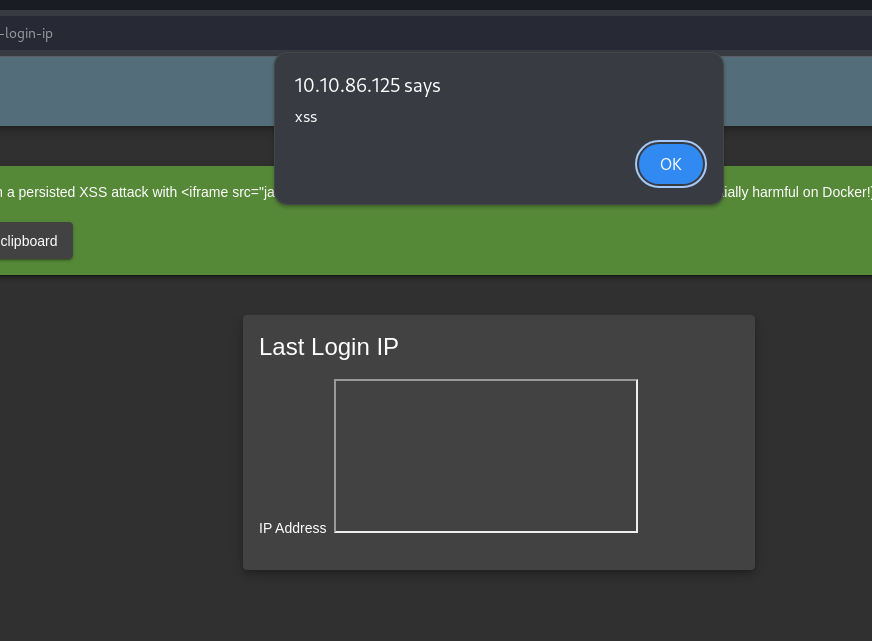 -login-ip
10.10.86.125 says
xss
OK
a persisted XSS attack with <iframe src="ja
ially harmful on Docker!)
clipboard
Last Login IP
IP Address